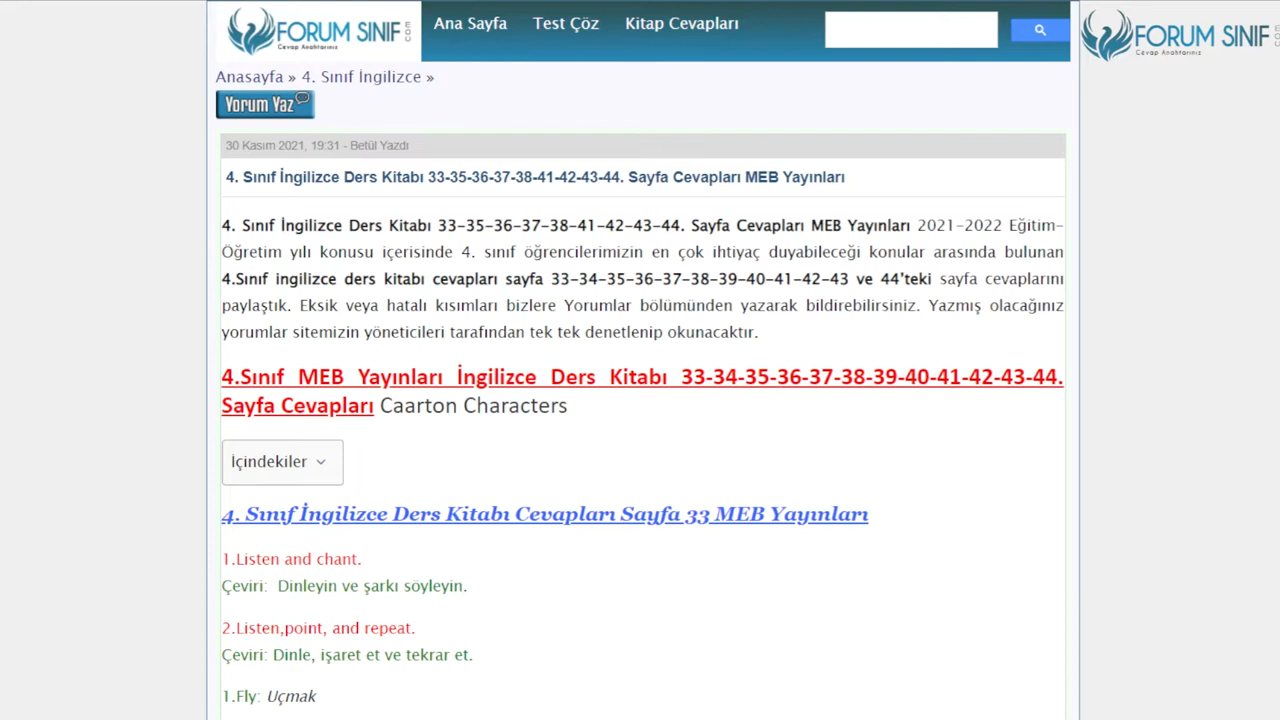 FORUM SINIF .com
Cevap Anahtarınız
Ana Sayfa Test Çöz Kitap Cevapları
FORUM SINIF
Cevap Anahtarınız
Anasayfa » 4. Sınıf İngilizce »
Yorum Yaz
30 Kasım 2021, 19:31 - Betül Yazdı
4. Sınıf İngilizce Ders Kitabı 33-35-36-37-38-41-42-43-44. Sayfa Cevapları MEB Yayınları
4. Sınıf İngilizce Ders Kitabı 33-35-36-37-38-41-42-43-44. Sayfa Cevapları MEB Yayınları 2021-2022 Eğitim-
Öğretim yılı konusu içerisinde 4. sınıf öğrencilerimizin en çok ihtiyaç duyabileceği konular arasında bulunan
4.Sınıf ingilizce ders kitabı cevapları sayfa 33-34-35-36-37-38-39-40-41-42-43 ve 44'teki sayfa cevaplarını
paylaştık. Eksik veya hatalı kısımları bizlere Yorumlar bölümünden yazarak bildirebilirsiniz. Yazmış olacağınız
yorumlar sitemizin yöneticileri tarafından tek tek denetlenip okunacaktır.
4.Sınıf MEB Yayınları İngilizce Ders Kitabı 33-34-35-36-37-38-39-40-41-42-43-44.
Sayfa Cevapları Caarton Characters
İçindekiler
4. Sınıf İngilizce Ders Kitabı Cevapları Sayfa 33 MEB Yayınları
1.Listen and chant.
Çeviri: Dinleyin ve şarkı söyleyin.
2.Listen,point, and repeat.
Çeviri: Dinle, işaret et ve tekrar et.
1.Fly: Uçmak